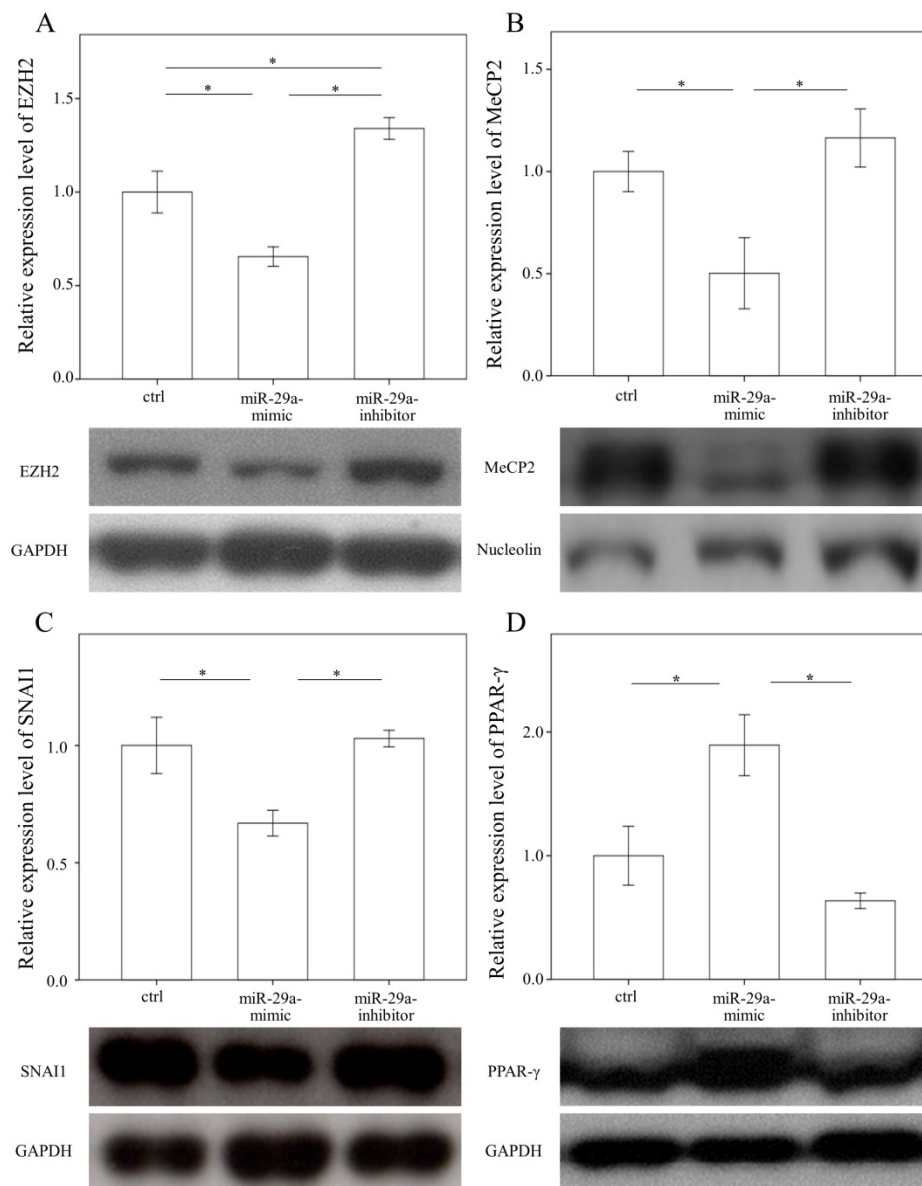 A
Relative expression level of EZH2
1.5
1.0
0.5
0.0
*
*
*
ctrl
miR-29a-
mimic
miR-29a-
inhibitor
EZH2
GAPDH
B
Relative expression level of MeCP2
1.5
1.0
0.5
0.0
*
*
ctrl
miR-29a-
mimic
miR-29a-
inhibitor
MeCP2
Nucleolin
C
Relative expression level of SNAI1
1.0
0.5
0.0
*
*
ctrl
miR-29a-
mimic
miR-29a-
inhibitor
SNAI1
GAPDH
D
Relative expression level of PPAR-γ
2.0
1.0
0.0
*
*
ctrl
miR-29a-
mimic
miR-29a-
inhibitor
PPAR-γ
GAPDH